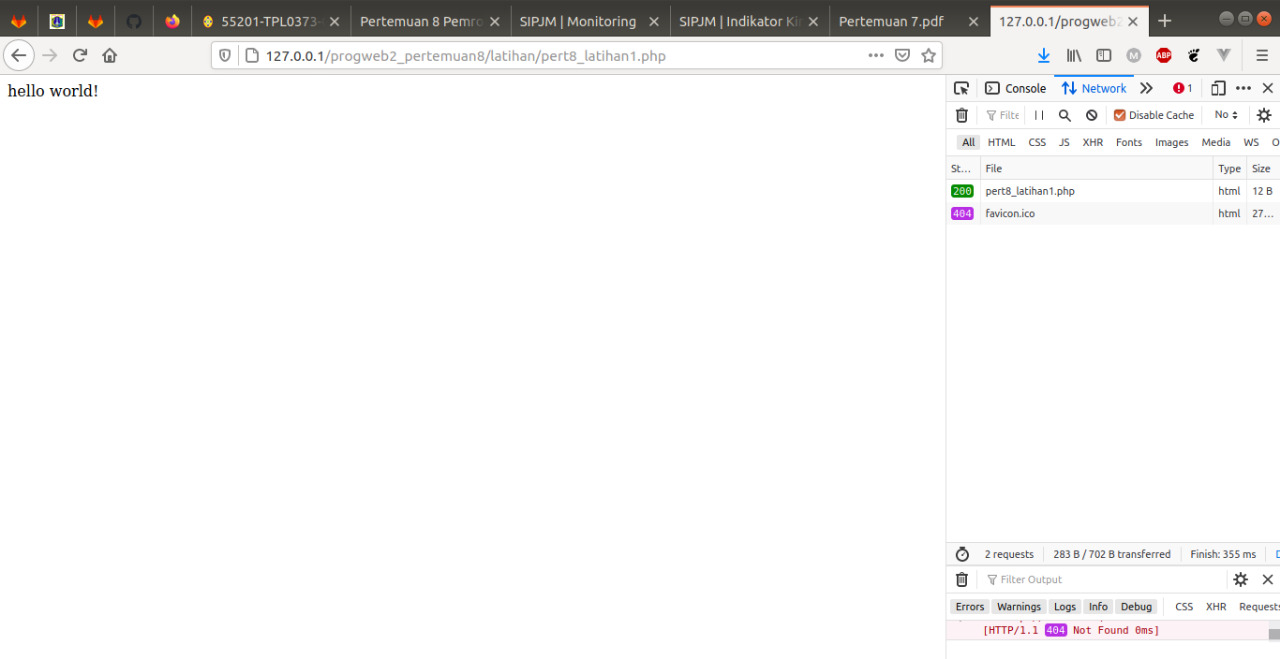 55201-TPL0373- Pertemuan 8 Pemro SIPJM | Monitoring SIPJM | Indikator Ki Pertemuan 7.pdf 127.0.0.1/progweb2
127.0.0.1/progweb2_pertemuan8/latihan/pert8_latihan1.php ABP
hello world!
Console Network 1
Filte Disable Cache No
All HTML CSS JS XHR Fonts Images Media WS O
St... File Type Size
200 pert8_latihan1.php html 12 B
404 favicon.ico html 27...
2 requests 283 B / 702 B transferred Finish: 355 ms D
Filter Output
Errors Warnings Logs Info Debug CSS XHR Requests
[HTTP/1.1 404 Not Found 0ms]